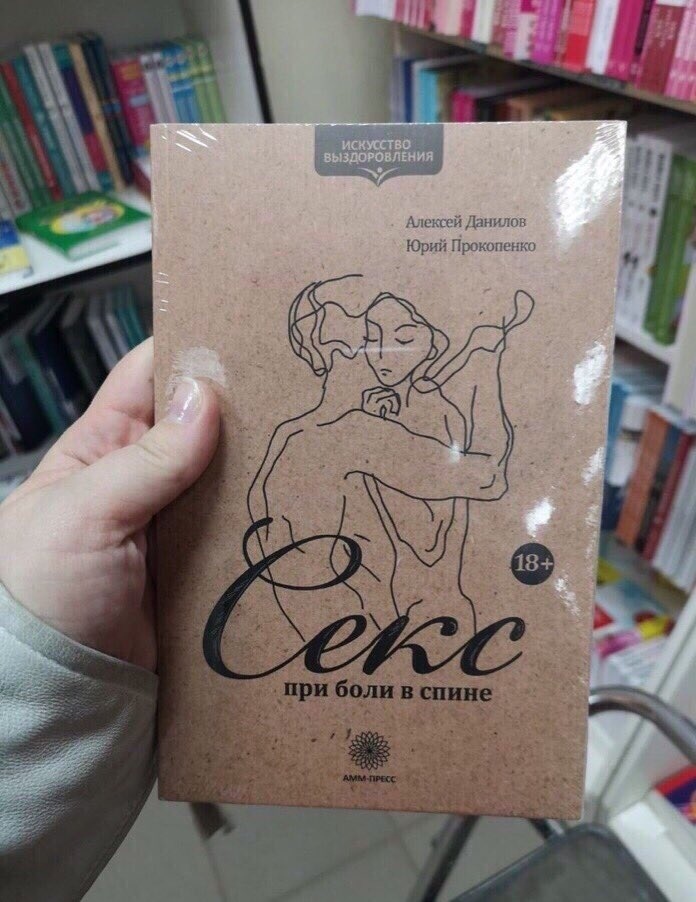 ИСКУССТВО
ВЫЗДОРОВЛЕНИЯ
Алексей Данилов
Юрий Прокопенко
18+
Секс
при боли в спине
АММ-ПРЕСС